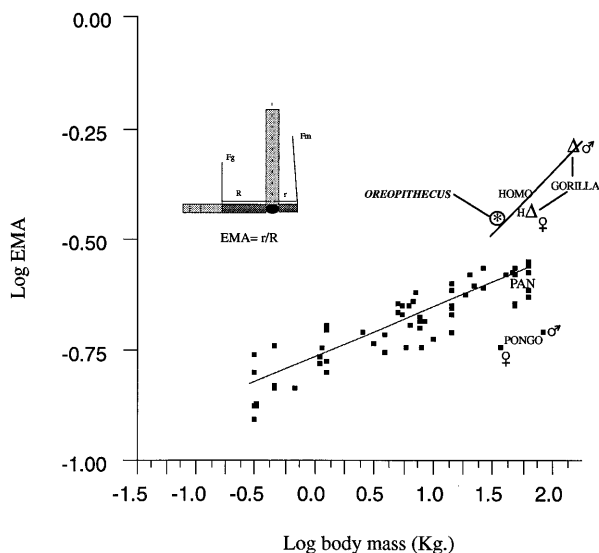 0.00
-0.25
-0.50
-0.75
-1.00
Log EMA
Fg
Fm
R
r
EMA= r/R
♂
GORILLA
HOMO
OREOPITHECUS
*
H
♀
PAN
PONGO
♂
♀
-1.5 -1.0 -0.5 0.0 0.5 1.0 1.5 2.0
Log body mass (Kg.)